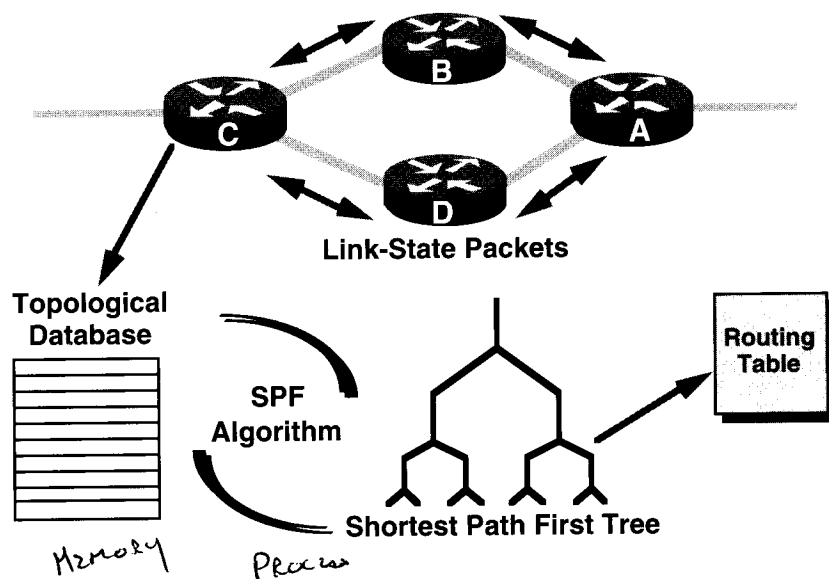 B
C
A
D
Link-State Packets
Topological
Database
SPF
Algorithm
Routing
Table
Shortest Path First Tree
Memory
Process